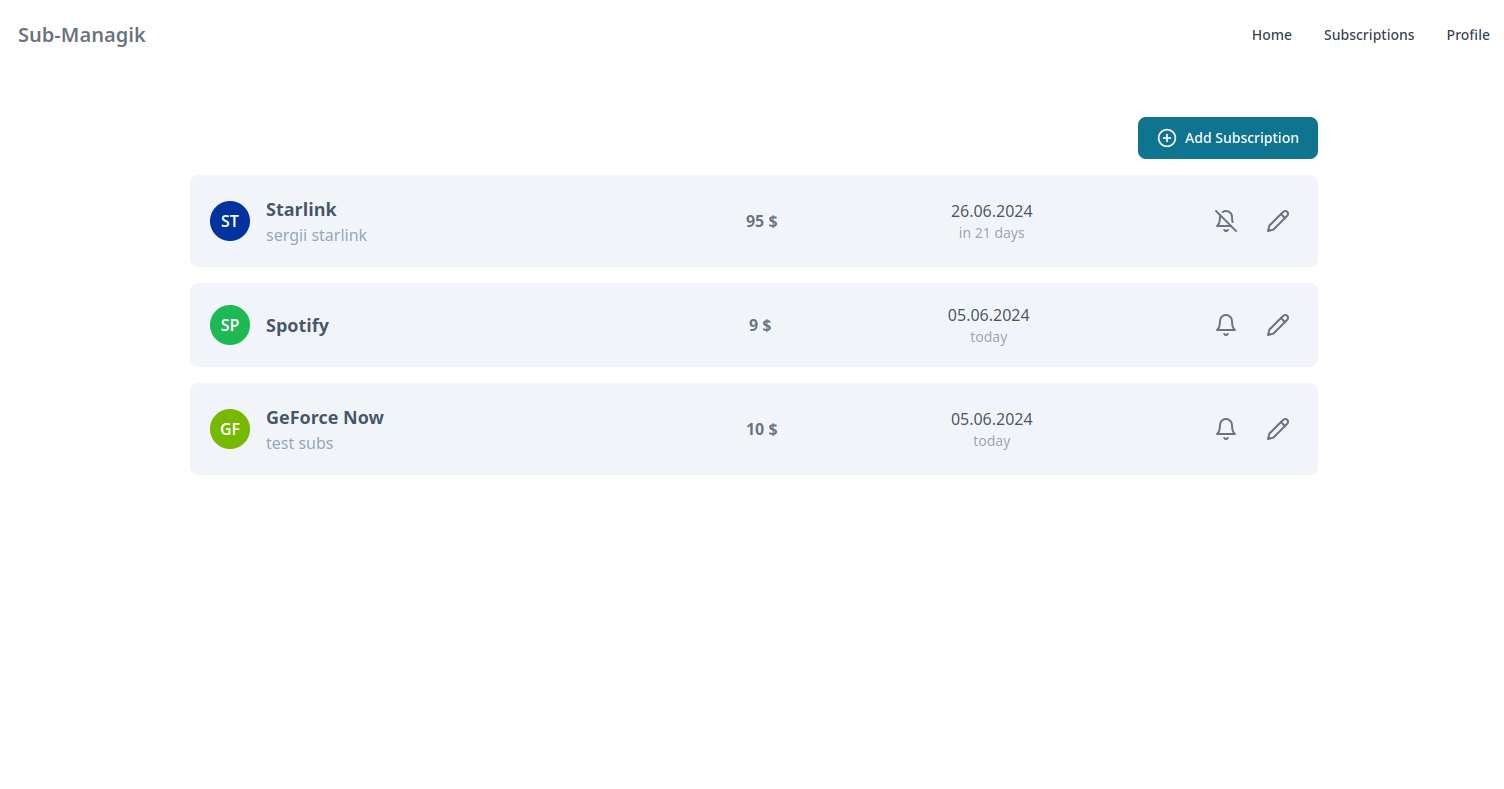 Sub-Managik
Home Subscriptions Profile
Add Subscription
ST Starlink 95 $ 26.06.2024
sergii starlink in 21 days
SP Spotify 9 $ 05.06.2024
today
GF GeForce Now 10 $ 05.06.2024
test subs today